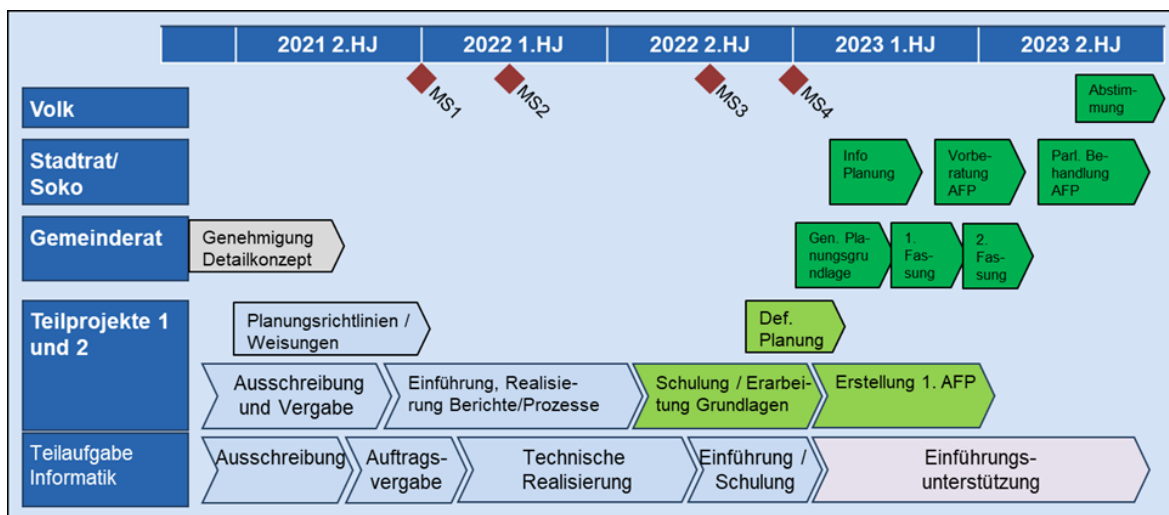 2021 2.HJ
2022 1.HJ
2022 2.HJ
2023 1.HJ
2023 2.HJ
MS1
MS2
MS3
MS4
Volk
Abstim-
mung
Stadtrat/
Soko
Info
Planung
Vorbe-
ratung
AFP
Parl. Be-
handlung
AFP
Gemeinderat
Genehmigung
Detailkonzept
Gen. Pla-
nungsgru
ndlage
1.
Fas-
sung
2.
Fas-
sung
Teilprojekte 1
und 2
Planungsrichtlinien /
Weisungen
Def.
Planung
Ausschreibung
und Vergabe
Einführung, Realisie-
rung Berichte/Prozesse
Schulung / Erarbei-
tung Grundlagen
Erstellung 1. AFP
Teilaufgabe
Informatik
Ausschreibung
Auftrags-
vergabe
Technische
Realisierung
Einführung /
Schulung
Einführungs-
unterstützung